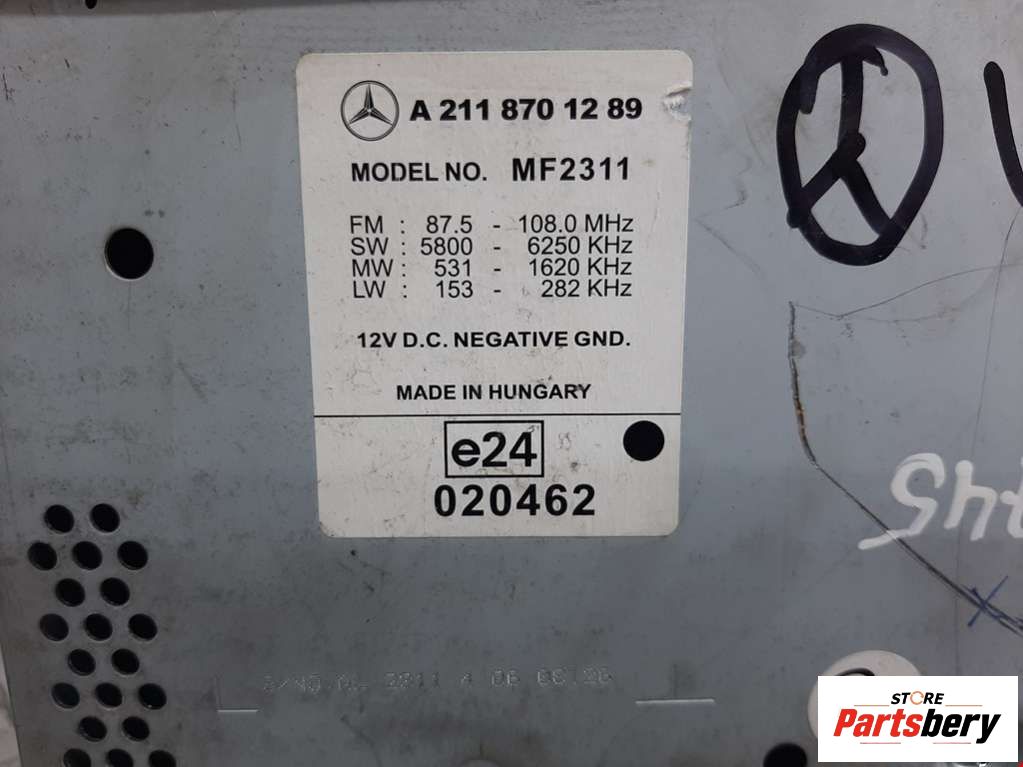 A 211 870 12 89
MODEL NO. MF2311
FM : 87.5 - 108.0 MHz
SW : 5800 - 6250 KHz
MW : 531 - 1620 KHz
LW : 153 - 282 KHz
12V D.C. NEGATIVE GND.
MADE IN HUNGARY
e24
020462
STORE
Partsbery